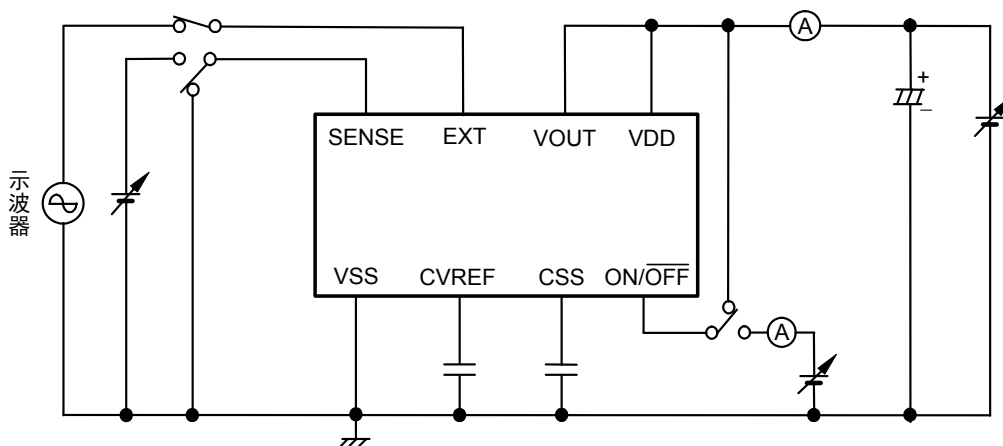 A
+
−
SENSE EXT VOUT VDD
示波器
VSS CVREF CSS ON/OFF
A